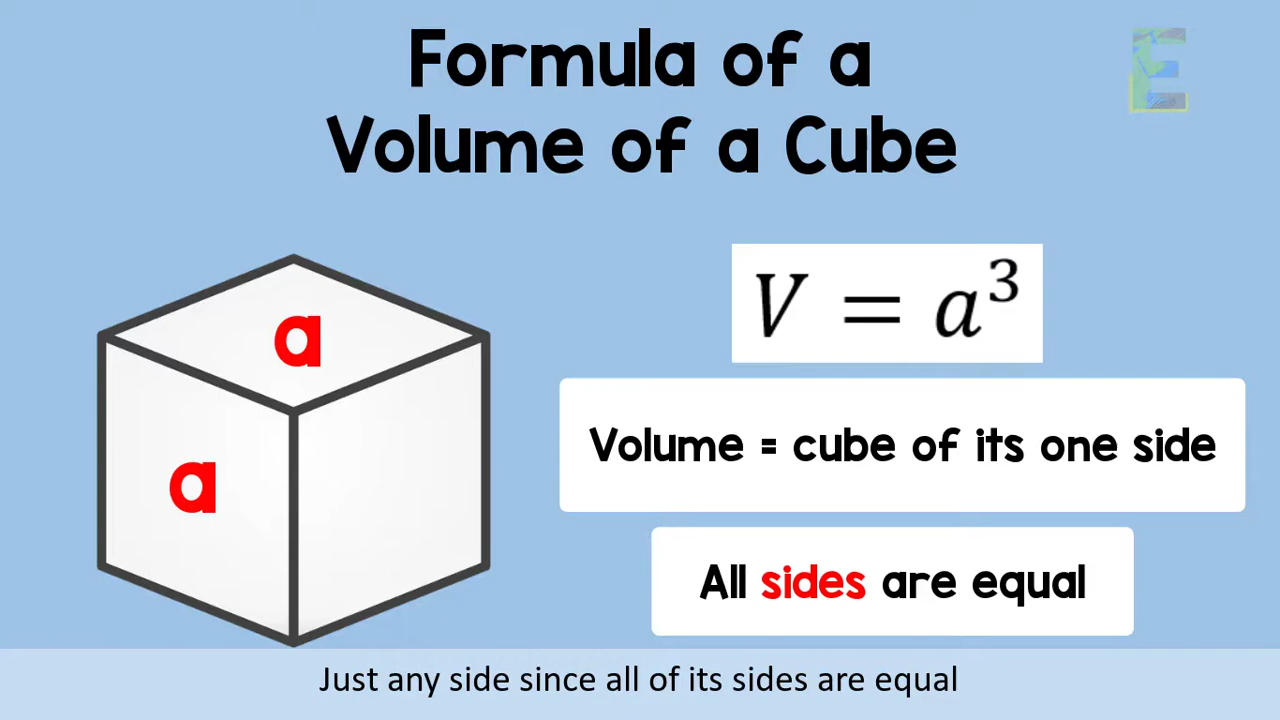 Formula of a
Volume of a Cube
E
a
a
V = a³
Volume = cube of its one side
All sides are equal
Just any side since all of its sides are equal